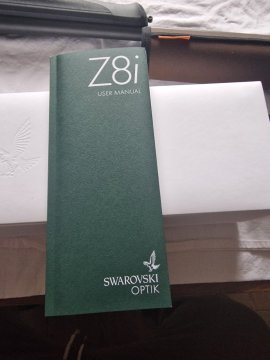 Z8i
USER MANUAL
SWAROVSKI
OPTIK